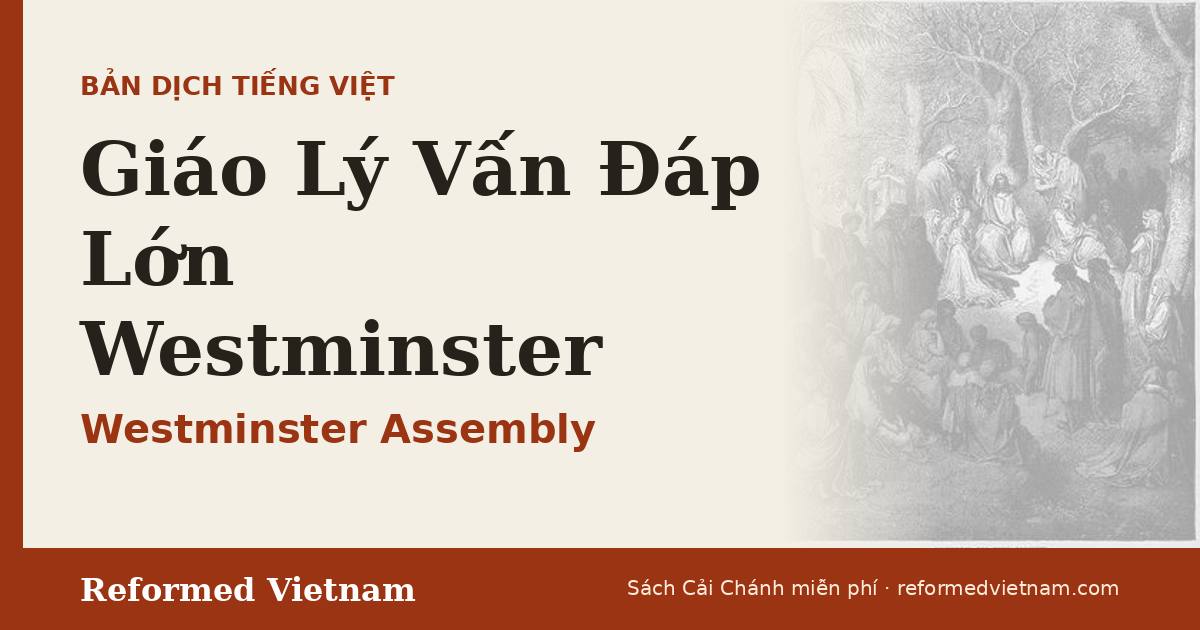 BẢN DỊCH TIẾNG VIỆT
Giáo Lý Vấn Đáp
Lớn
Westminster
Westminster Assembly
Reformed Vietnam
Sách Cải Chánh miễn phí · reformedvietnam.com